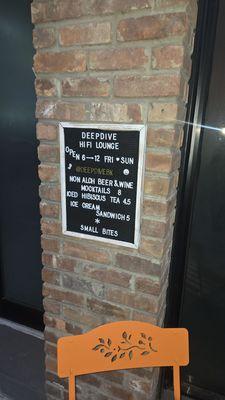 DEEPDIVE
HIFI LOUNGE
OPEN 6—12 FRI ♥ SUN
@DEEPDIVEBK
NON ALCH BEER & WINE
MOCKTAILS 8
ICED HIBISCUS TEA 4.5
ICE CREAM
SANDWICH 5
*
SMALL BITES